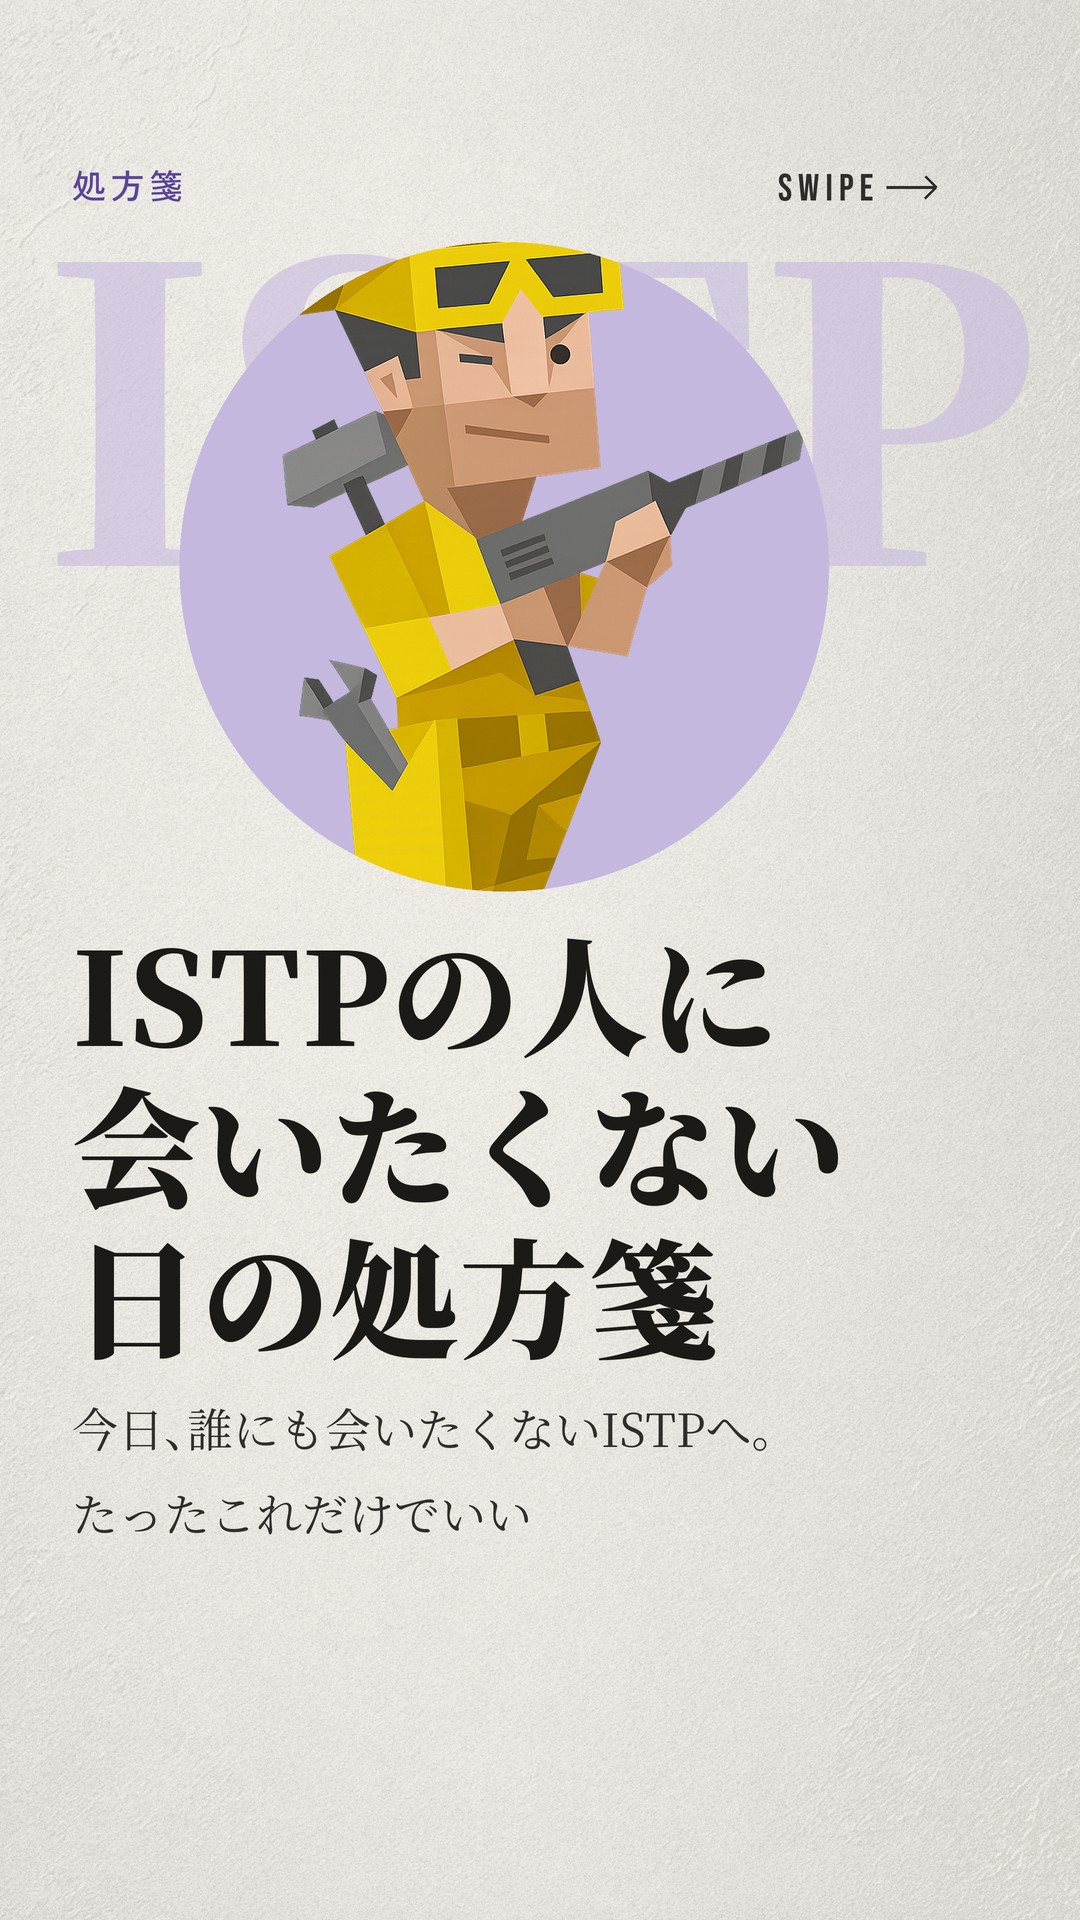 処方箋
SWIPE →
ISTP
ISTPの人に
会いたくない
日の処方箋
今日、誰にも会いたくないISTPへ。
たったこれだけでいい